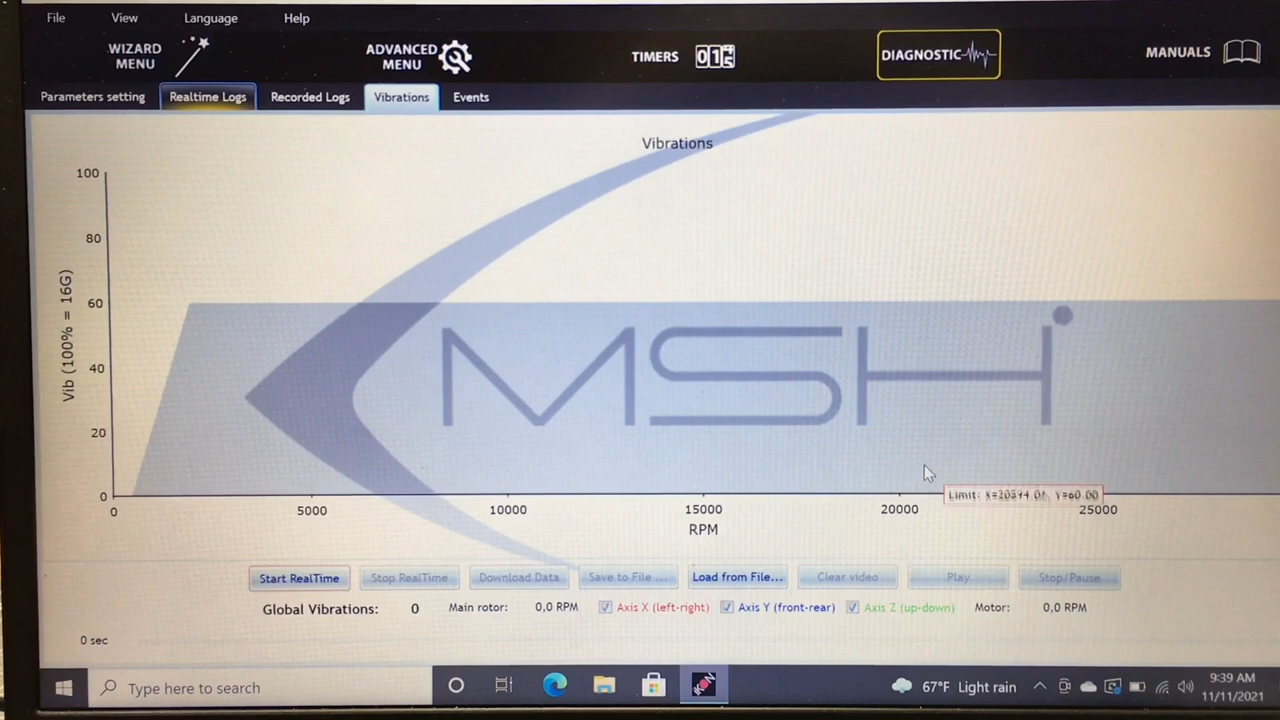 File View Language Help
WIZARD MENU
ADVANCED MENU
TIMERS
DIAGNOSTIC
MANUALS
Parameters setting Realtime Logs Recorded Logs Vibrations Events
Vibrations
Vib (100% = 16G)
100
80
60
40
20
0
MSH
0 5000 10000 15000 20000 25000
Limit: Y=60.00
RPM
Start RealTime Stop RealTime Download Data Save to File ... Load from File... Clear video Play Stop/Pause
Global Vibrations: 0 Main rotor: 0,0 RPM Axis X (left-right) Axis Y (front-rear) Axis Z (up-down) Motor: 0,0 RPM
0 sec
Type here to search
67°F Light rain
9:39 AM
11/11/2021